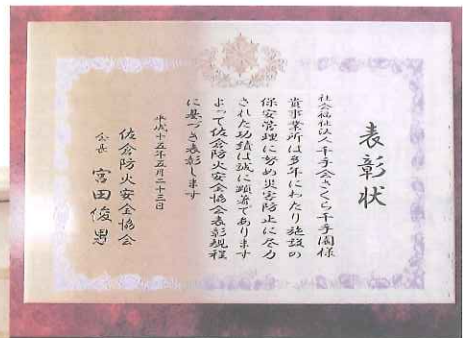 表彰状
社会福祉法人千手会さくら千手園様
貴事業所は多年にわたり施設の
保安管理に努め災害防止に尽力
された功績は誠に顕著であります
よって佐倉防火安全協会表彰規程
に基づき表彰します
平成十五年五月二十三日
佐倉防火安全協会
会長 宮田俊男